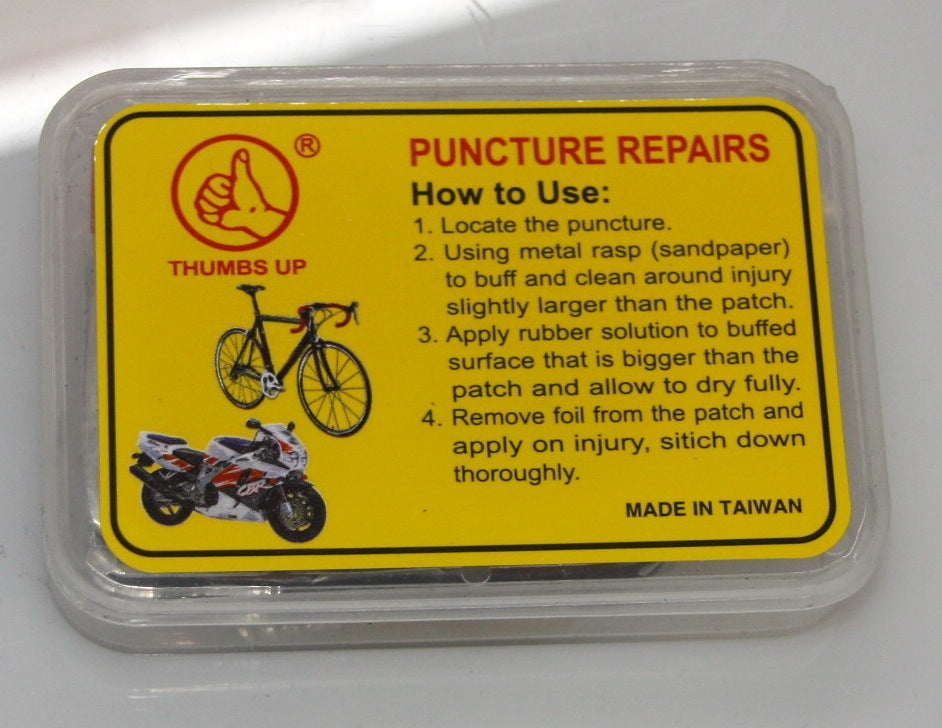 ®
THUMBS UP
PUNCTURE REPAIRS
How to Use:
1. Locate the puncture.
2. Using metal rasp (sandpaper)
to buff and clean around injury
slightly larger than the patch.
3. Apply rubber solution to buffed
surface that is bigger than the
patch and allow to dry fully.
4. Remove foil from the patch and
apply on injury, sitich down
thoroughly.
MADE IN TAIWAN
CBR